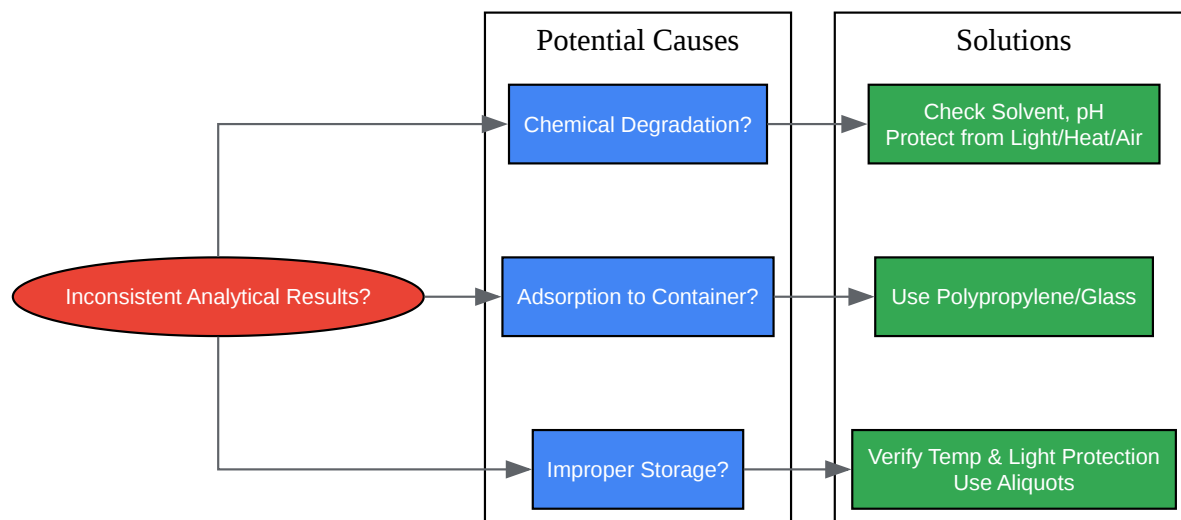 Potential Causes
Solutions
Chemical Degradation?
Check Solvent, pH
Protect from Light/Heat/Air
Inconsistent Analytical Results?
Adsorption to Container?
Use Polypropylene/Glass
Improper Storage?
Verify Temp & Light Protection
Use Aliquots